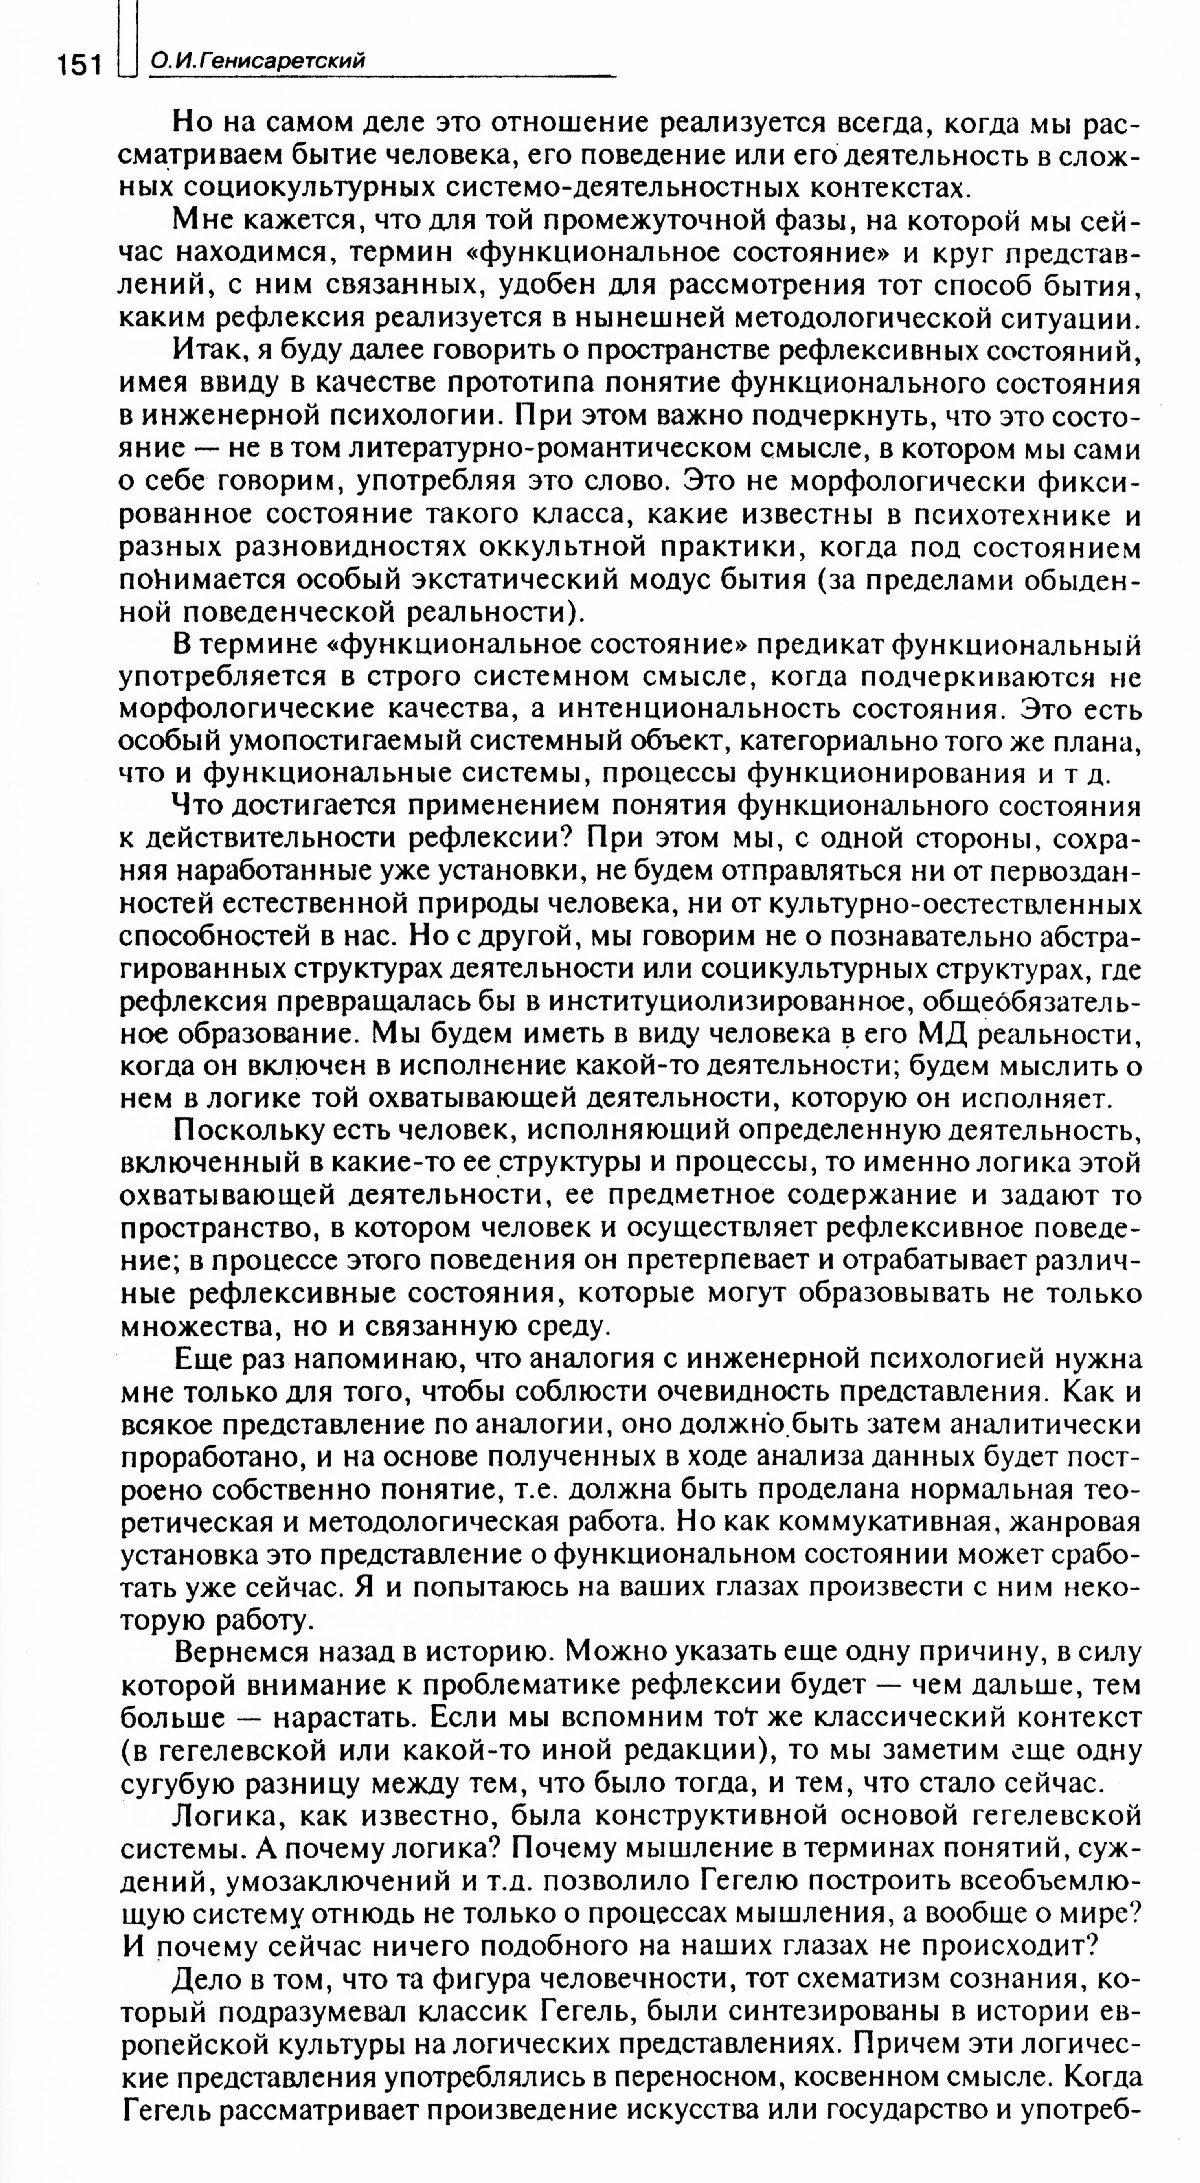 151
О.И.Генисаретский
Но на самом деле это отношение реализуется всегда, когда мы рас-
сматриваем бытие человека, его поведение или его деятельность в слож-
ных социокультурных системо-деятельностных контекстах.
Мне кажется, что для той промежуточной фазы, на которой мы сей-
час находимся, термин «функциональное состояние» и круг представ-
лений, с ним связанных, удобен для рассмотрения тот способ бытия,
каким рефлексия реализуется в нынешней методологической ситуации.
Итак, я буду далее говорить о пространстве рефлексивных состояний,
имея ввиду в качестве прототипа понятие функционального состояния
в инженерной психологии. При этом важно подчеркнуть, что это состо-
яние — не в том литературно-романтическом смысле, в котором мы сами
о себе говорим, употребляя это слово. Это не морфологически фикси-
рованное состояние такого класса, какие известны в психотехнике и
разных разновидностях оккультной практики, когда под состоянием
понимается особый экстатический модус бытия (за пределами обыден-
ной поведенческой реальности).
В термине «функциональное состояние» предикат функциональный
употребляется в строго системном смысле, когда подчеркиваются не
морфологические качества, а интенциональность состояния. Это есть
особый умопостигаемый системный объект, категориально того же плана,
что и функциональные системы, процессы функционирования и т д.
Что достигается применением понятия функционального состояния
к действительности рефлексии? При этом мы, с одной стороны, сохра-
няя наработанные уже установки, не будем отправляться ни от первоздан-
ностей естественной природы человека, ни от культурно-оестествленных
способностей в нас. Но с другой, мы говорим не о познавательно абстра-
гированных структурах деятельности или социкультурных структурах, где
рефлексия превращалась бы в институциолизированное, общеобязатель-
ное образование. Мы будем иметь в виду человека в его МД реальности,
когда он включен в исполнение какой-то деятельности; будем мыслить о
нем в логике той охватывающей деятельности, которую он исполняет.
Поскольку есть человек, исполняющий определенную деятельность,
включенный в какие-то ее структуры и процессы, то именно логика этой
охватывающей деятельности, ее предметное содержание и задают то
пространство, в котором человек и осуществляет рефлексивное поведе-
ние; в процессе этого поведения он претерпевает и отрабатывает различ-
ные рефлексивные состояния, которые могут образовывать не только
множества, но и связанную среду.
Еще раз напоминаю, что аналогия с инженерной психологией нужна
мне только для того, чтобы соблюсти очевидность представления. Как и
всякое представление по аналогии, оно должно быть затем аналитически
проработано, и на основе полученных в ходе анализа данных будет пост-
роено собственно понятие, т.е. должна быть проделана нормальная тео-
ретическая и методологическая работа. Но как коммукативная, жанровая
установка это представление о функциональном состоянии может срабо-
тать уже сейчас. Я и попытаюсь на ваших глазах произвести с ним неко-
торую работу.
Вернемся назад в историю. Можно указать еще одну причину, в силу
которой внимание к проблематике рефлексии будет — чем дальше, тем
больше — нарастать. Если мы вспомним тот же классический контекст
(в гегелевской или какой-то иной редакции), то мы заметим еще одну
сугубую разницу между тем, что было тогда, и тем, что стало сейчас.
Логика, как известно, была конструктивной основой гегелевской
системы. А почему логика? Почему мышление в терминах понятий, суж-
дений, умозаключений и т.д. позволило Гегелю построить всеобъемлю-
щую систему отнюдь не только о процессах мышления, а вообще о мире?
И почему сейчас ничего подобного на наших глазах не происходит?
Дело в том, что та фигура человечности, тот схематизм сознания, ко-
торый подразумевал классик Гегель, были синтезированы в истории ев-
ропейской культуры на логических представлениях. Причем эти логичес-
кие представления употреблялись в переносном, косвенном смысле. Когда
Гегель рассматривает произведение искусства или государство и употреб-